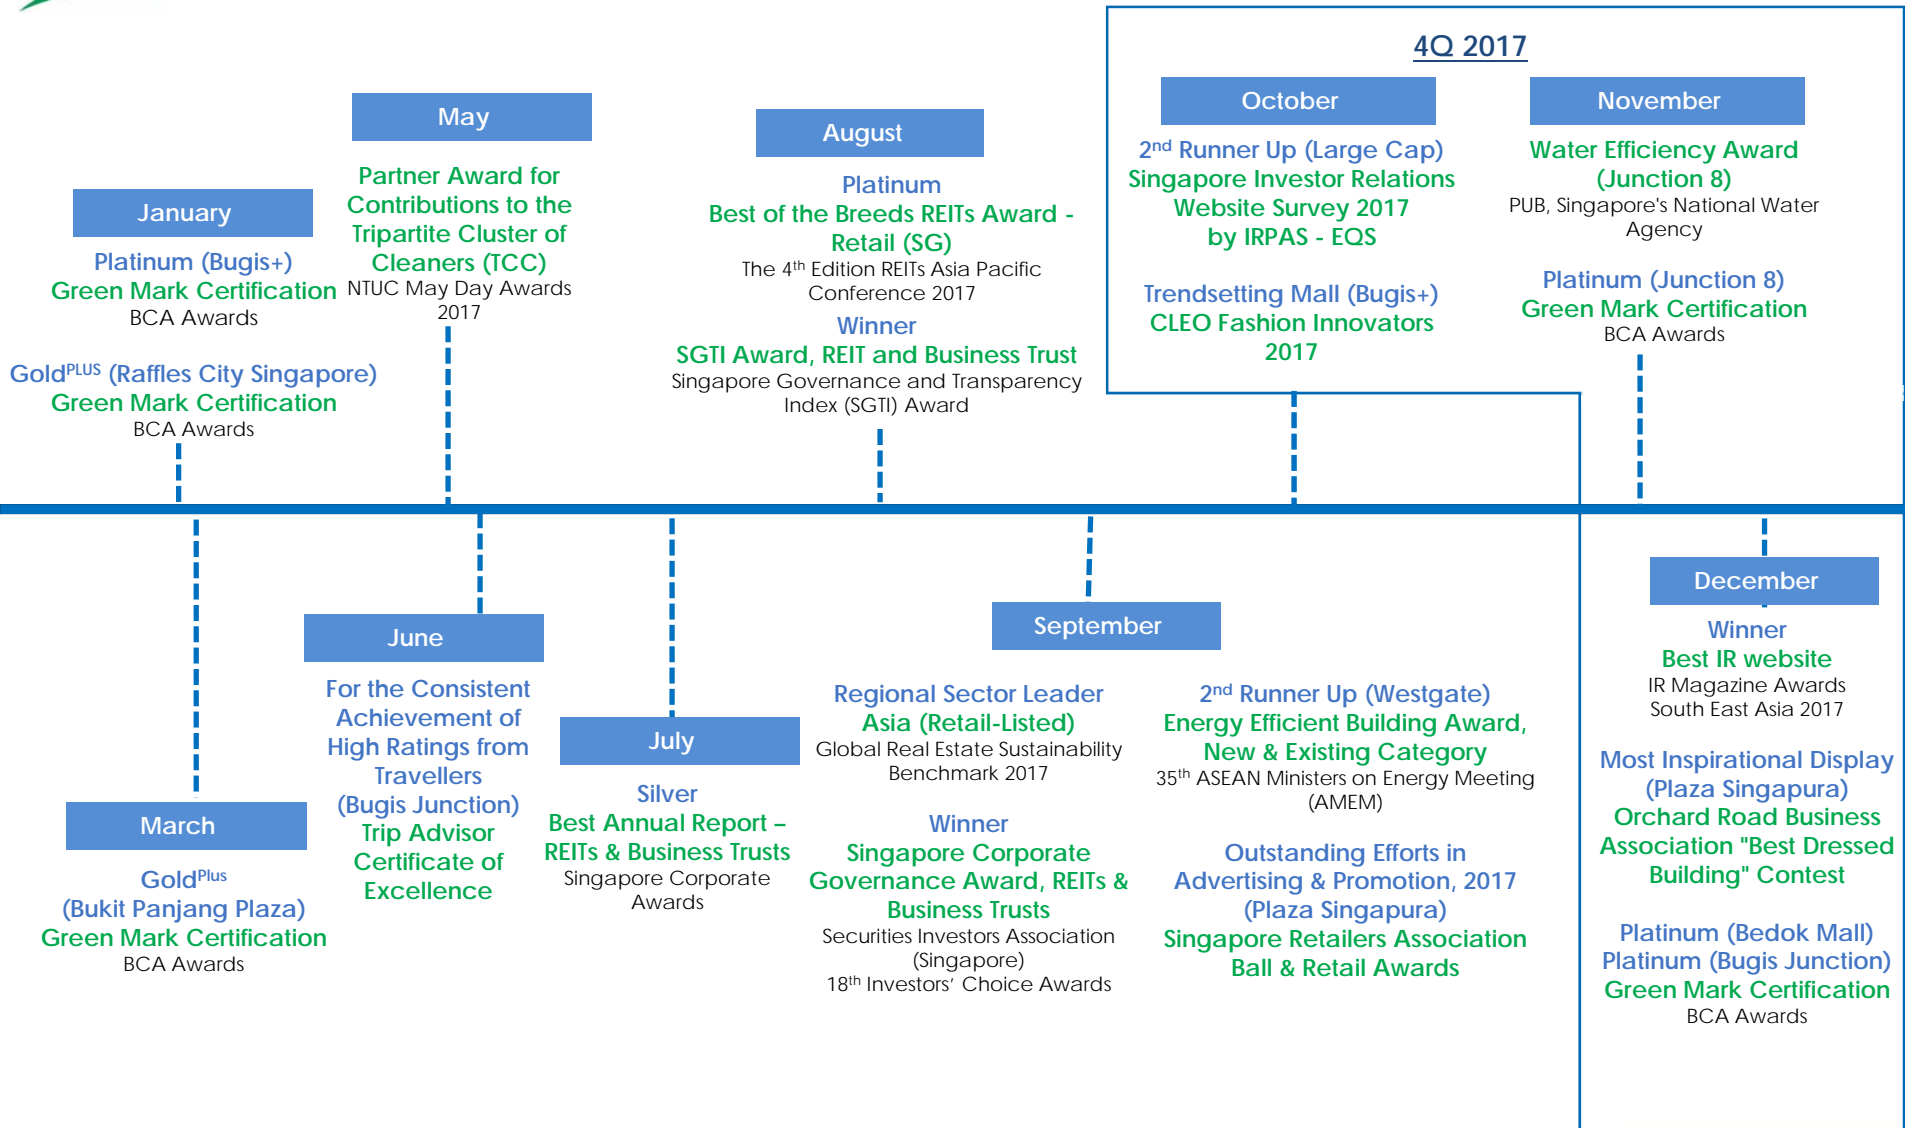 4Q 2017
January
Platinum (Bugis+)
Green Mark Certification
BCA Awards
GoldPLUS (Raffles City Singapore)
Green Mark Certification
BCA Awards
May
Partner Award for
Contributions to the
Tripartite Cluster of
Cleaners (TCC)
NTUC May Day Awards
2017
August
Platinum
Best of the Breeds REITs Award -
Retail (SG)
The 4th Edition REITs Asia Pacific
Conference 2017
Winner
SGTI Award, REIT and Business Trust
Singapore Governance and Transparency
Index (SGTI) Award
October
2nd Runner Up (Large Cap)
Singapore Investor Relations
Website Survey 2017
by IRPAS - EQS
Trendsetting Mall (Bugis+)
CLEO Fashion Innovators
2017
November
Water Efficiency Award
(Junction 8)
PUB, Singapore's National Water
Agency
Platinum (Junction 8)
Green Mark Certification
BCA Awards
March
GoldPlus
(Bukit Panjang Plaza)
Green Mark Certification
BCA Awards
June
For the Consistent
Achievement of
High Ratings from
Travellers
(Bugis Junction)
Trip Advisor
Certificate of
Excellence
July
Silver
Best Annual Report –
REITs & Business Trusts
Singapore Corporate
Awards
September
Regional Sector Leader
Asia (Retail-Listed)
Global Real Estate Sustainability
Benchmark 2017
Winner
Singapore Corporate
Governance Award, REITs &
Business Trusts
Securities Investors Association
(Singapore)
18th Investors’ Choice Awards
2nd Runner Up (Westgate)
Energy Efficient Building Award,
New & Existing Category
35th ASEAN Ministers on Energy Meeting
(AMEM)
Outstanding Efforts in
Advertising & Promotion, 2017
(Plaza Singapura)
Singapore Retailers Association
Ball & Retail Awards
December
Winner
Best IR website
IR Magazine Awards
South East Asia 2017
Most Inspirational Display
(Plaza Singapura)
Orchard Road Business
Association "Best Dressed
Building" Contest
Platinum (Bedok Mall)
Platinum (Bugis Junction)
Green Mark Certification
BCA Awards